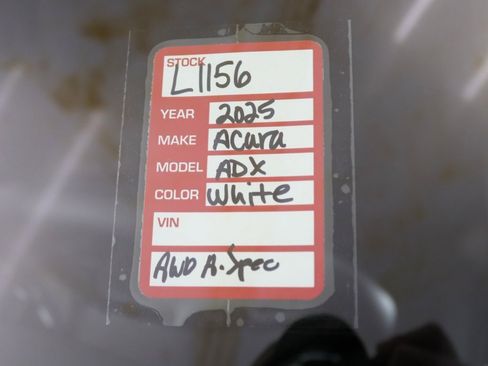 STOCK
L1156
YEAR 2025
MAKE Acura
MODEL ADX
COLOR White
VIN
AWD A-Spec